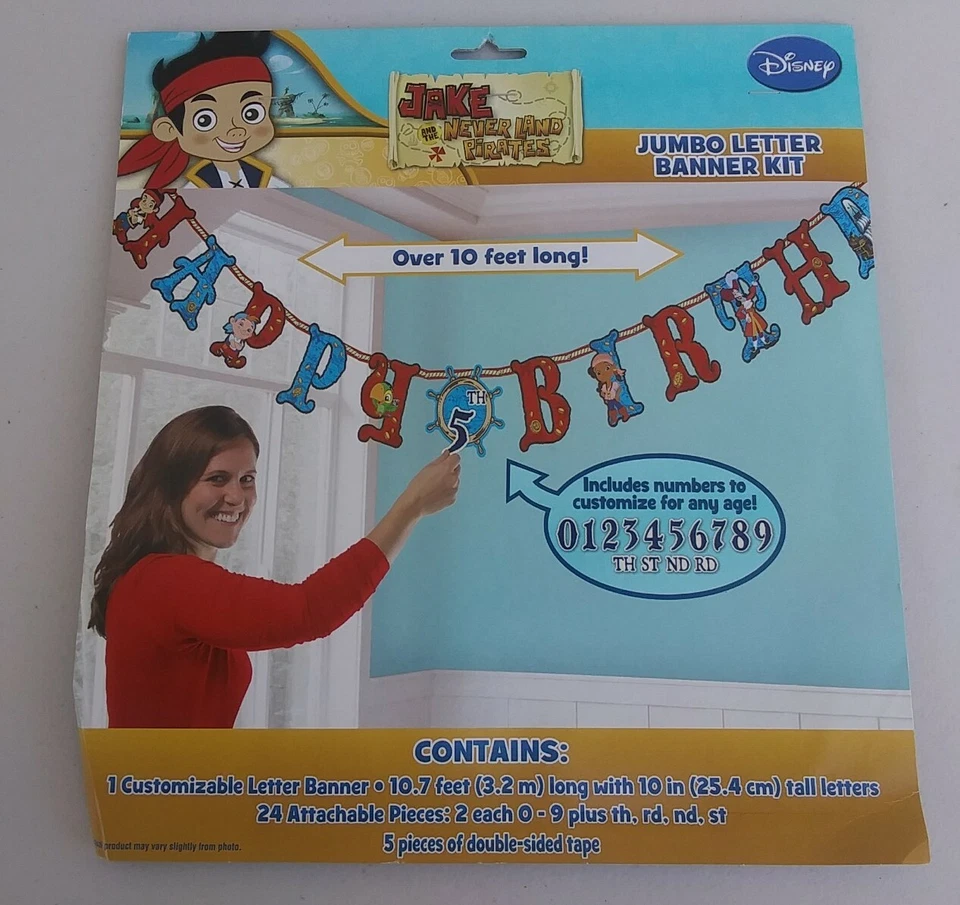 Disney
JAKE
AND THE
NEVER LAND
PIRATES
JUMBO LETTER
BANNER KIT
Over 10 feet long!
HAPPY 5TH BIRTHD
Includes numbers to
customize for any age!
0123456789
TH ST ND RD
CONTAINS:
1 Customizable Letter Banner • 10.7 feet (3.2 m) long with 10 in (25.4 cm) tall letters
24 Attachable Pieces: 2 each 0 - 9 plus th, rd, nd, st
5 pieces of double-sided tape
product may vary slightly from photo.